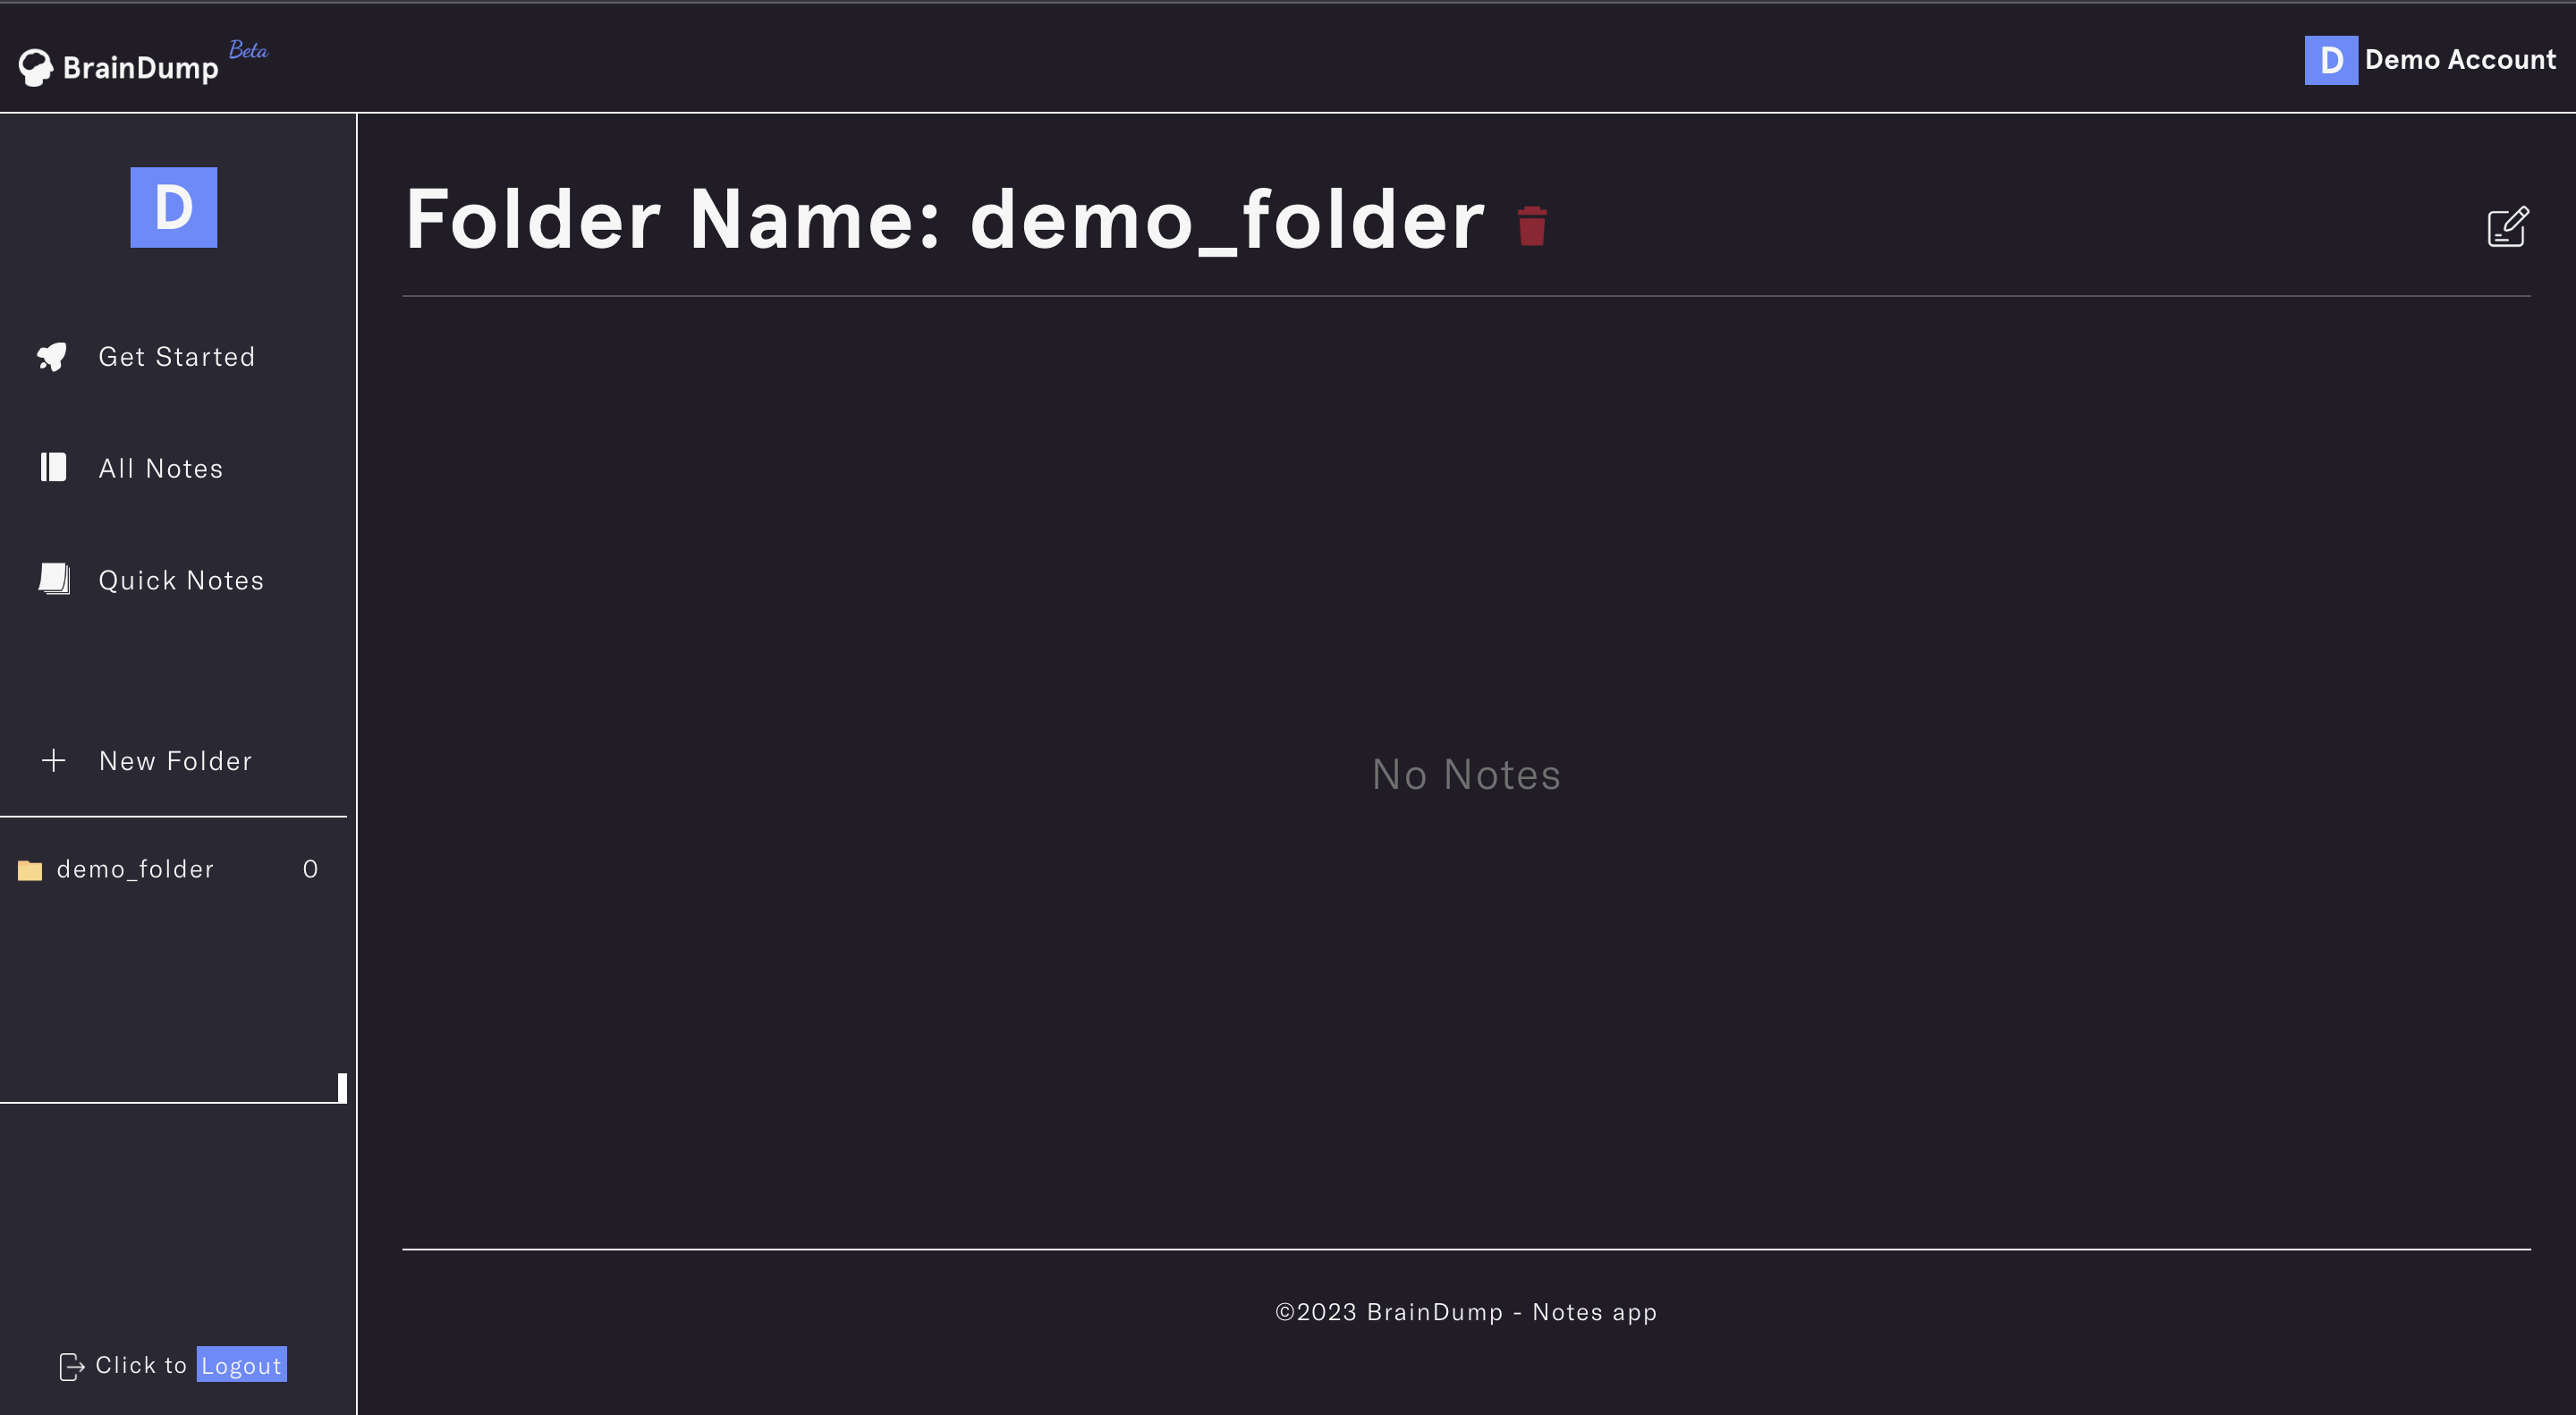 BrainDump Beta
D Demo Account
D
Get Started
All Notes
Quick Notes
New Folder
demo_folder 0
Click to Logout
Folder Name: demo_folder
No Notes
©2023 BrainDump - Notes app